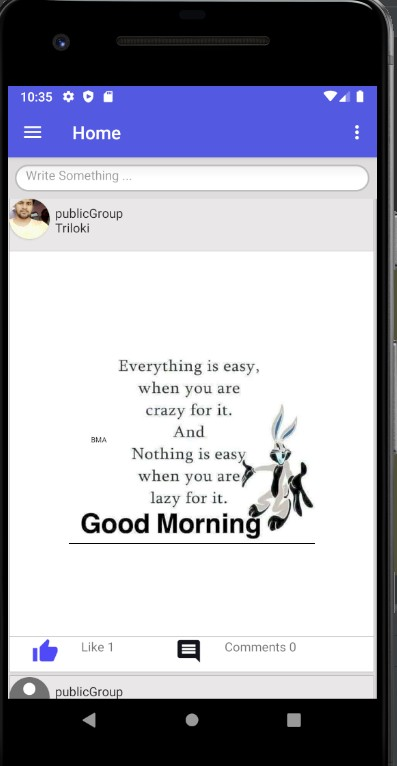 10:35
Home
Write Something ...
publicGroup
Triloki
Everything is easy,
when you are
crazy for it.
And
BMA
Nothing is easy
when you are
lazy for it.
Good Morning
Like 1
Comments 0
publicGroup